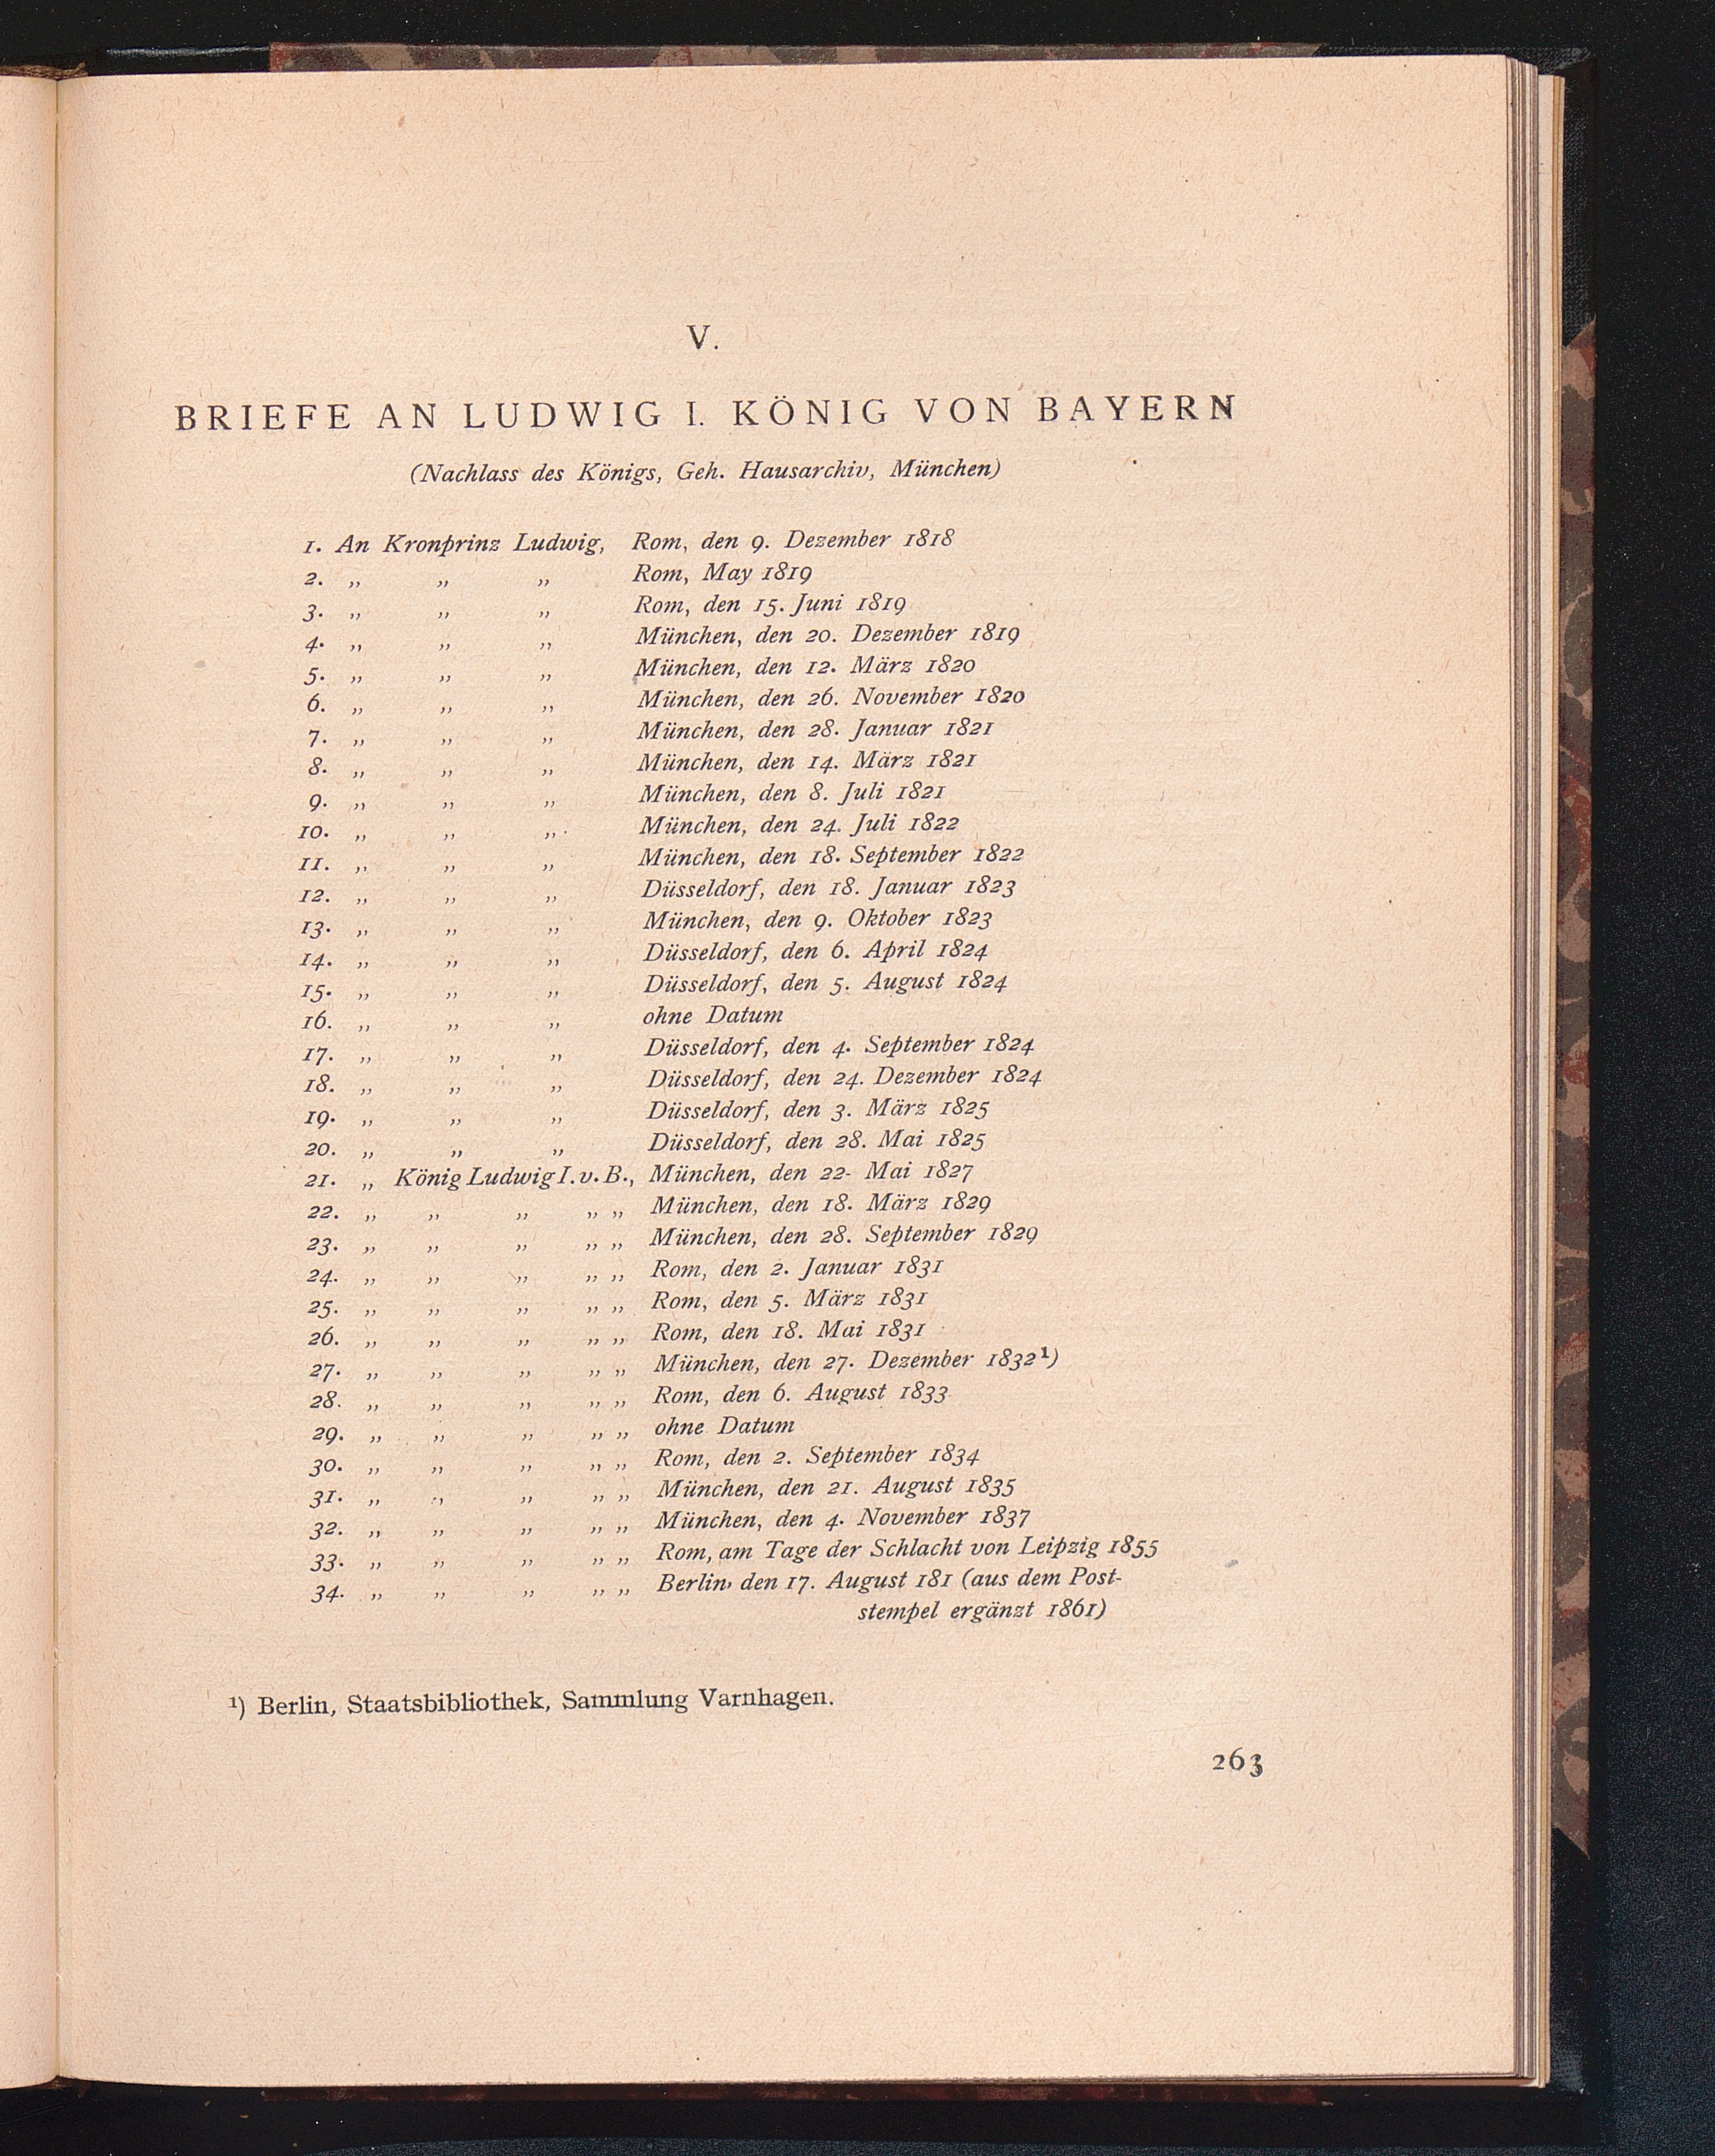 V.
BRIEFE AN LUDWIG I. KÖNIG VON BAYERN
(Nachlass des Königs, Geh. Hausarchiv, München)
1. An Kronprinz Ludwig, Rom, den 9. Dezember 1818
2. „ „ „ Rom, May 1819
3. „ „ „ Rom, den 15. Juni 1819
4. „ „ „ München, den 20. Dezember 1819
5. „ „ „ München, den 12. März 1820
6. „ „ „ München, den 26. November 1820
7. „ „ „ München, den 28. Januar 1821
8. „ „ „ München, den 14. März 1821
9. „ „ „ München, den 8. Juli 1821
10. „ „ „ München, den 24. Juli 1822
11. „ „ „ München, den 18. September 1822
12. „ „ „ Düsseldorf, den 18. Januar 1823
13. „ „ „ München, den 9. Oktober 1823
14. „ „ „ Düsseldorf, den 6. April 1824
15. „ „ „ Düsseldorf, den 5. August 1824
16. „ „ „ ohne Datum
17. „ „ „ Düsseldorf, den 4. September 1824
18. „ „ „ Düsseldorf, den 24. Dezember 1824
19. „ „ „ Düsseldorf, den 3. März 1825
20. „ „ „ Düsseldorf, den 28. Mai 1825
21. „ König Ludwig I. v. B., München, den 22- Mai 1827
22. „ „ „ „ „ München, den 18. März 1829
23. „ „ „ „ „ München, den 28. September 1829
24. „ „ „ „ „ Rom, den 2. Januar 1831
25. „ „ „ „ „ Rom, den 5. März 1831
26. „ „ „ „ „ Rom, den 18. Mai 1831
27. „ „ „ „ „ München, den 27. Dezember 1832¹)
28. „ „ „ „ „ Rom, den 6. August 1833
29. „ „ „ „ „ ohne Datum
30. „ „ „ „ „ Rom, den 2. September 1834
31. „ „ „ „ „ München, den 21. August 1835
32. „ „ „ „ „ München, den 4. November 1837
33. „ „ „ „ „ Rom, am Tage der Schlacht von Leipzig 1855
34. „ „ „ „ „ Berlin, den 17. August 181 (aus dem Post-
stempel ergänzt 1861)
¹) Berlin, Staatsbibliothek, Sammlung Varnhagen.
263